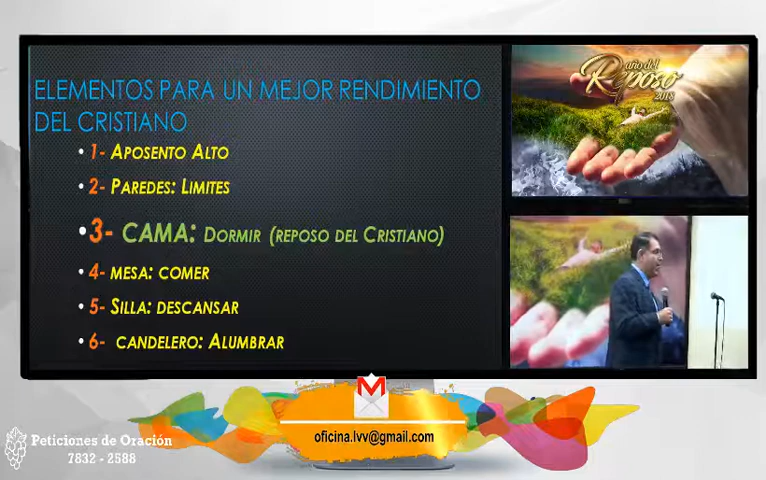 ELEMENTOS PARA UN MEJOR RENDIMIENTO
DEL CRISTIANO
• 1- APOSENTO ALTO
• 2- PAREDES: LIMITES
• 3- CAMA: DORMIR (REPOSO DEL CRISTIANO)
• 4- MESA: COMER
• 5- SILLA: DESCANSAR
• 6- CANDELERO: ALUMBRAR
año del
Reposo
2018
oficina.lvv@gmail.com
Peticiones de Oración
7832 - 2588